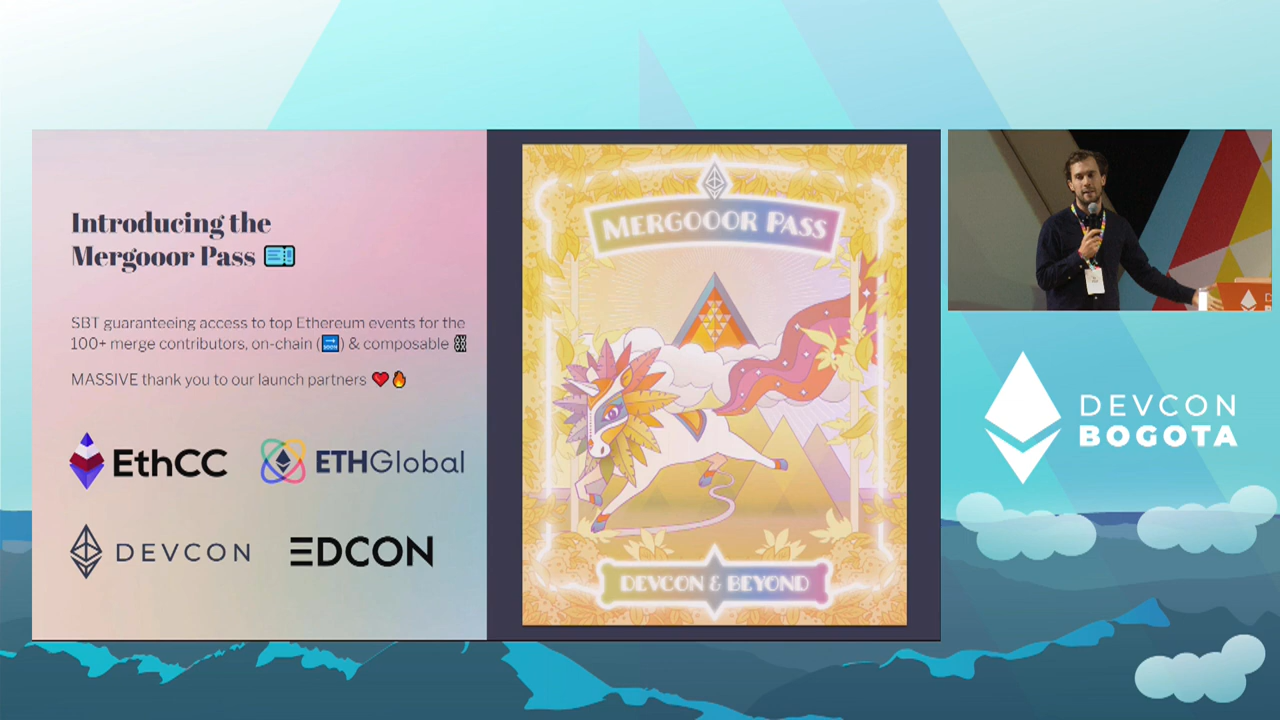 Introducing the
Mergooor Pass 🎫
SBT guaranteeing access to top Ethereum events for the
100+ merge contributors, on-chain (🔜) & composable ⛓
MASSIVE thank you to our launch partners ❤️🔥
EthCC
ETHGlobal
DEVCON
EDCON
MERGOOOR PASS
DEVCON & BEYOND
DEVCON
BOGOTA